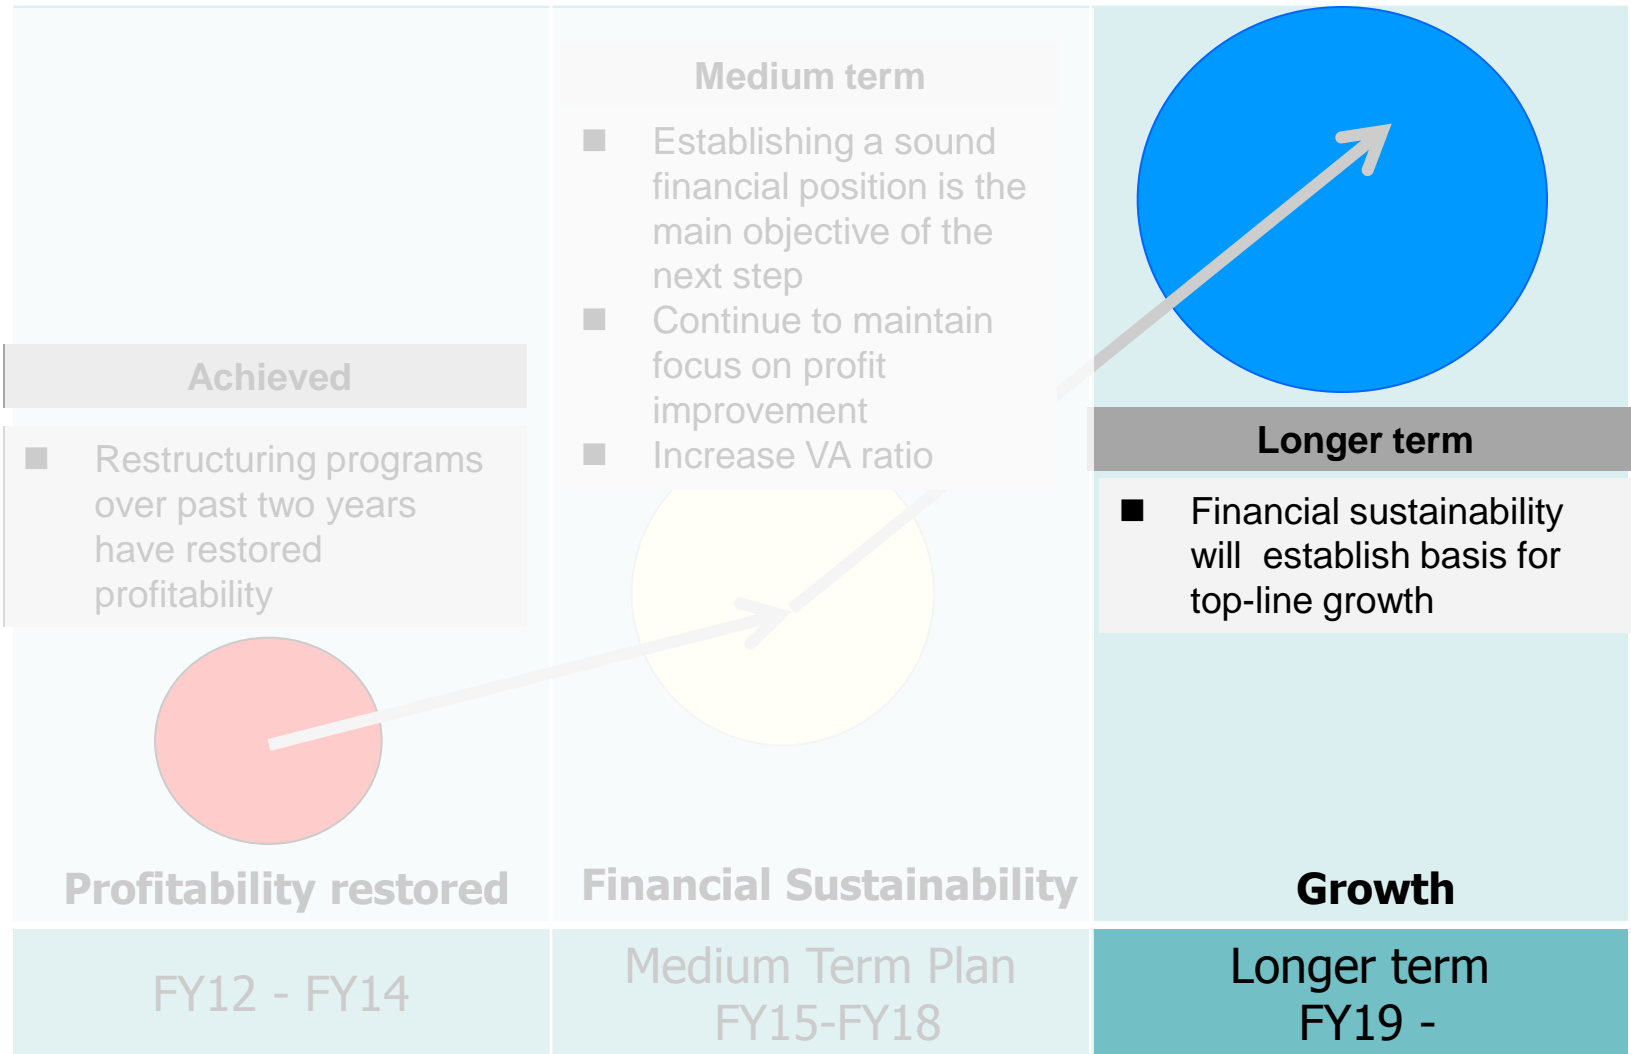 Achieved
■ Restructuring programs
over past two years
have restored
profitability
Profitability restored
FY12 - FY14
Medium term
■ Establishing a sound
financial position is the
main objective of the
next step
■ Continue to maintain
focus on profit
improvement
■ Increase VA ratio
Financial Sustainability
Medium Term Plan
FY15-FY18
Longer term
■ Financial sustainability
will establish basis for
top-line growth
Growth
Longer term
FY19 -